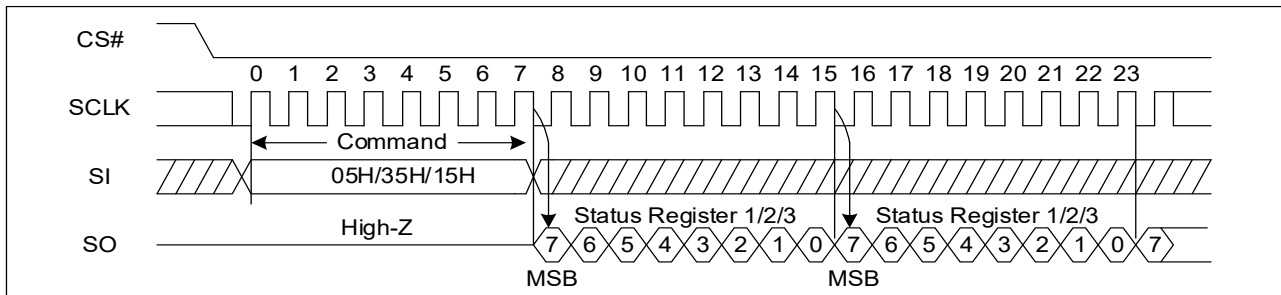 CS#
0 1 2 3 4 5 6 7 8 9 10 11 12 13 14 15 16 17 18 19 20 21 22 23
SCLK
Command
SI 05H/35H/15H
High-Z Status Register 1/2/3 Status Register 1/2/3
SO 7 6 5 4 3 2 1 0 7 6 5 4 3 2 1 0 7
MSB MSB